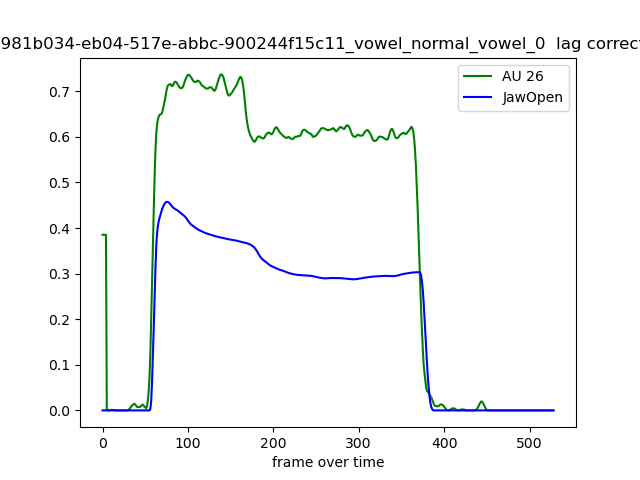 981b034-eb04-517e-abbc-900244f15c11_vowel_normal_vowel_0 lag correct
AU 26
JawOpen
0.7
0.6
0.5
0.4
0.3
0.2
0.1
0.0
0 100 200 300 400 500
frame over time